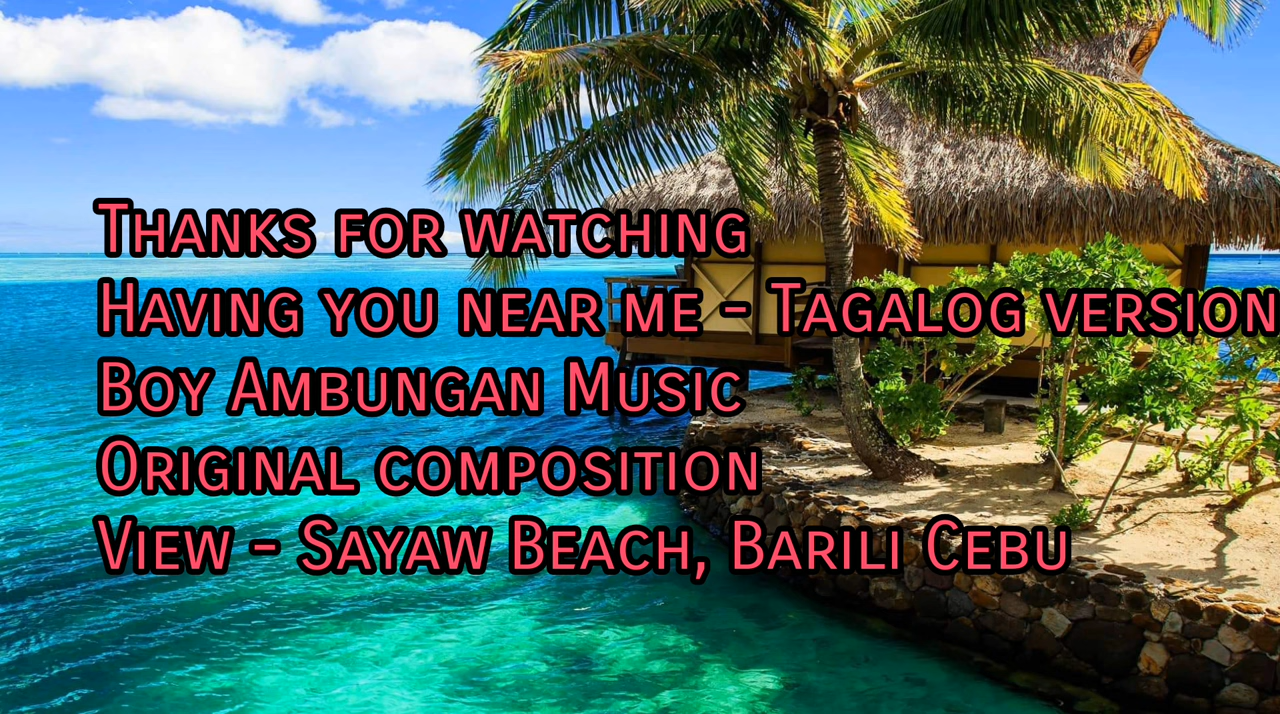 Thanks for watching
Having you near me - Tagalog version
Boy Ambungan Music
Original composition
View - Sayaw Beach, Barili Cebu